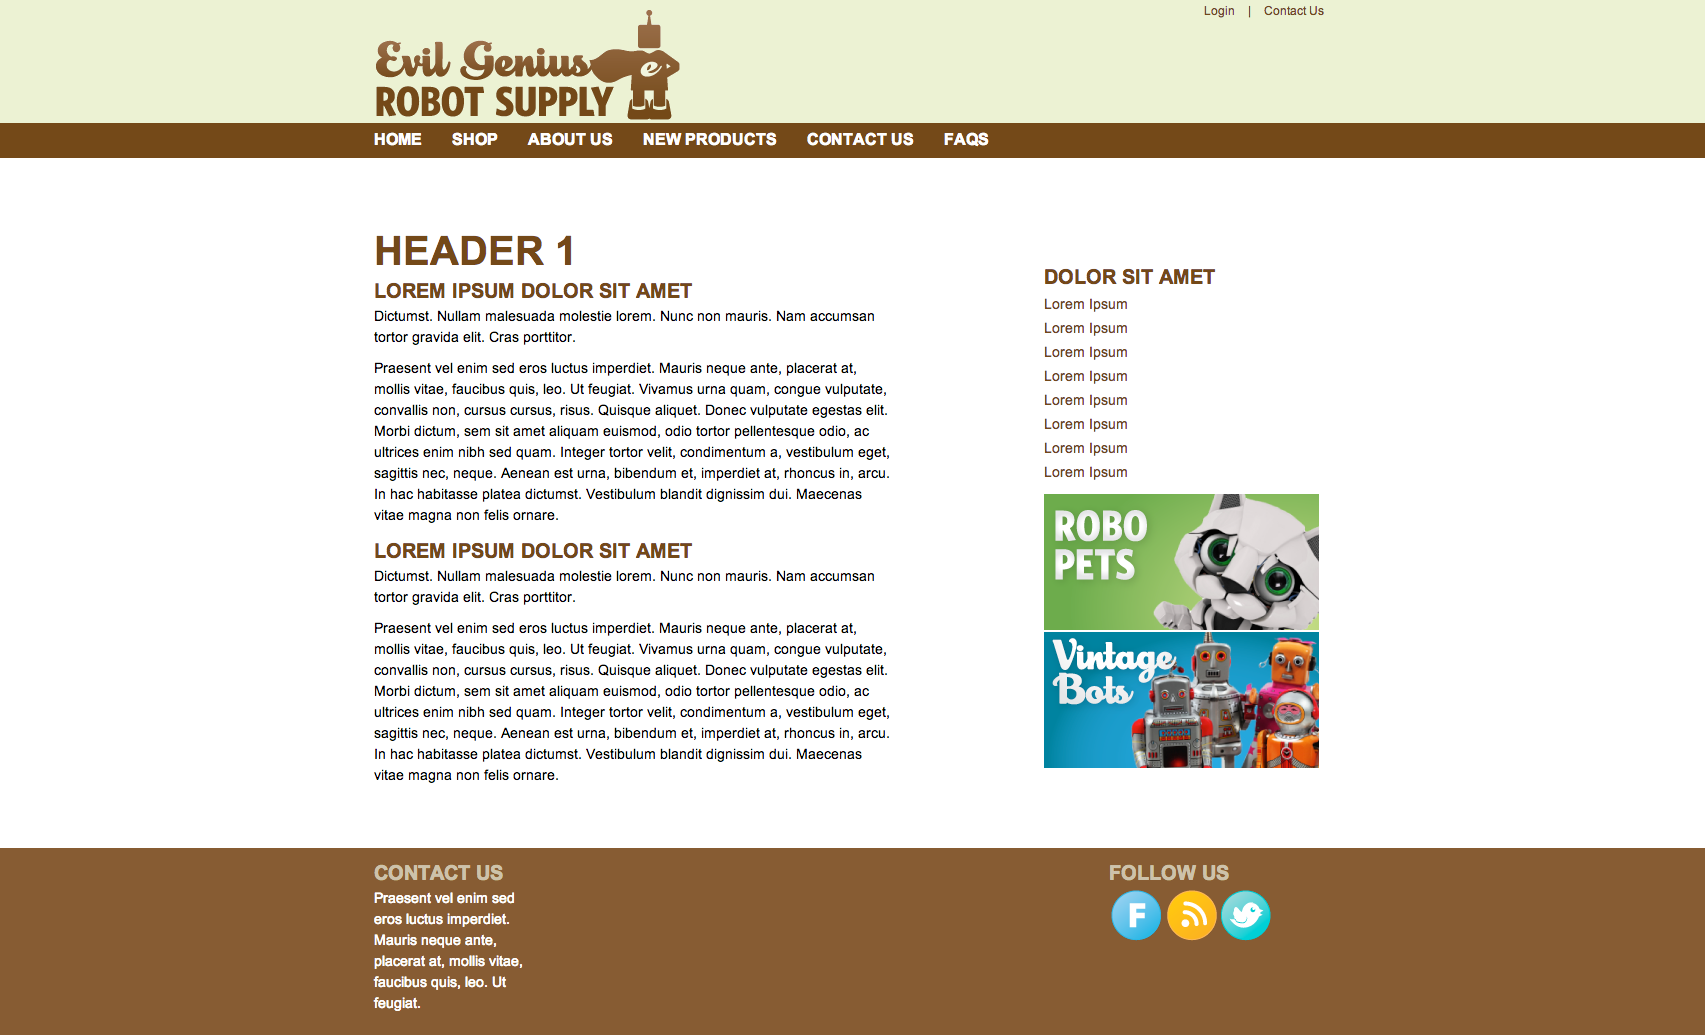 Login | Contact Us
Evil Genius
ROBOT SUPPLY
e
HOME SHOP ABOUT US NEW PRODUCTS CONTACT US FAQS
HEADER 1
LOREM IPSUM DOLOR SIT AMET
Dictumst. Nullam malesuada molestie lorem. Nunc non mauris. Nam accumsan
tortor gravida elit. Cras porttitor.
Praesent vel enim sed eros luctus imperdiet. Mauris neque ante, placerat at,
mollis vitae, faucibus quis, leo. Ut feugiat. Vivamus urna quam, congue vulputate,
convallis non, cursus cursus, risus. Quisque aliquet. Donec vulputate egestas elit.
Morbi dictum, sem sit amet aliquam euismod, odio tortor pellentesque odio, ac
ultrices enim nibh sed quam. Integer tortor velit, condimentum a, vestibulum eget,
sagittis nec, neque. Aenean est urna, bibendum et, imperdiet at, rhoncus in, arcu.
In hac habitasse platea dictumst. Vestibulum blandit dignissim dui. Maecenas
vitae magna non felis ornare.
LOREM IPSUM DOLOR SIT AMET
Dictumst. Nullam malesuada molestie lorem. Nunc non mauris. Nam accumsan
tortor gravida elit. Cras porttitor.
Praesent vel enim sed eros luctus imperdiet. Mauris neque ante, placerat at,
mollis vitae, faucibus quis, leo. Ut feugiat. Vivamus urna quam, congue vulputate,
convallis non, cursus cursus, risus. Quisque aliquet. Donec vulputate egestas elit.
Morbi dictum, sem sit amet aliquam euismod, odio tortor pellentesque odio, ac
ultrices enim nibh sed quam. Integer tortor velit, condimentum a, vestibulum eget,
sagittis nec, neque. Aenean est urna, bibendum et, imperdiet at, rhoncus in, arcu.
In hac habitasse platea dictumst. Vestibulum blandit dignissim dui. Maecenas
vitae magna non felis ornare.
DOLOR SIT AMET
Lorem Ipsum
Lorem Ipsum
Lorem Ipsum
Lorem Ipsum
Lorem Ipsum
Lorem Ipsum
Lorem Ipsum
Lorem Ipsum
ROBO
PETS
Vintage
Bots
CONTACT US
Praesent vel enim sed
eros luctus imperdiet.
Mauris neque ante,
placerat at, mollis vitae,
faucibus quis, leo. Ut
feugiat.
FOLLOW US
F